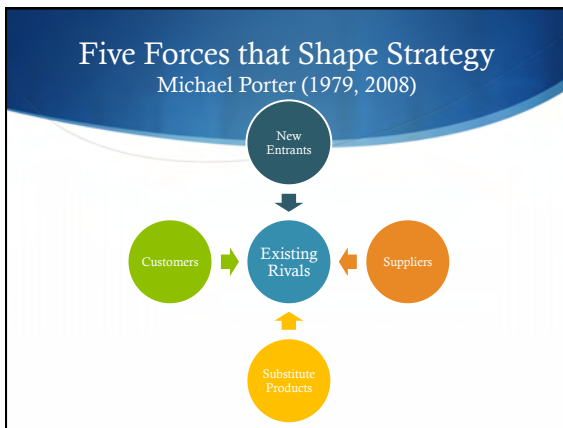 Five Forces that Shape Strategy
Michael Porter (1979, 2008)
New
Entrants
Customers
Existing
Rivals
Suppliers
Substitute
Products